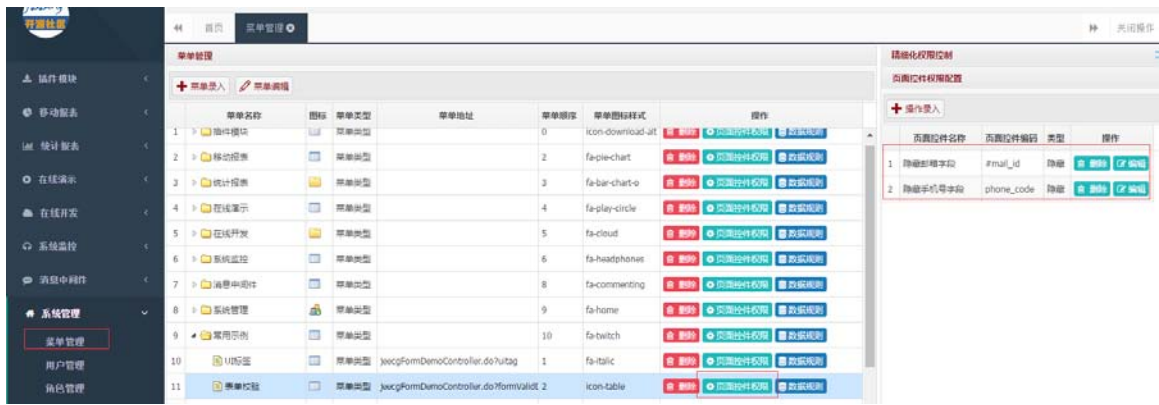 开源社区
首页
菜单管理
关闭操作
插件模块
移动报表
统计报表
在线演示
在线开发
系统监控
消息中间件
系统管理
菜单管理
用户管理
角色管理
菜单管理
菜单录入 菜单编辑
菜单名称 图标 菜单类型 菜单地址 菜单顺序 菜单图标样式 操作
1 插件模块 菜单类型 0 icon-download-alt 删除 页面控件权限 数据规则
2 移动报表 菜单类型 2 fa-pie-chart 删除 页面控件权限 数据规则
3 统计报表 菜单类型 3 fa-bar-chart-o 删除 页面控件权限 数据规则
4 在线演示 菜单类型 4 fa-play-circle 删除 页面控件权限 数据规则
5 在线开发 菜单类型 5 fa-cloud 删除 页面控件权限 数据规则
6 系统监控 菜单类型 6 fa-headphones 删除 页面控件权限 数据规则
7 消息中间件 菜单类型 8 fa-commenting 删除 页面控件权限 数据规则
8 系统管理 菜单类型 9 fa-home 删除 页面控件权限 数据规则
9 常用示例 菜单类型 10 fa-twitch 删除 页面控件权限 数据规则
10 UI标签 菜单类型 jeecgFormDemoController.do?uitag 1 fa-italic 删除 页面控件权限 数据规则
11 表单校验 菜单类型 jeecgFormDemoController.do?formValidE 2 icon-table 删除 页面控件权限 数据规则
精细化权限控制
页面控件权限配置
操作录入
页面控件名称 页面控件编码 类型 操作
1 隐藏邮箱字段 #mail_id 隐藏 删除 编辑
2 隐藏手机号字段 phone_code 隐藏 删除 编辑